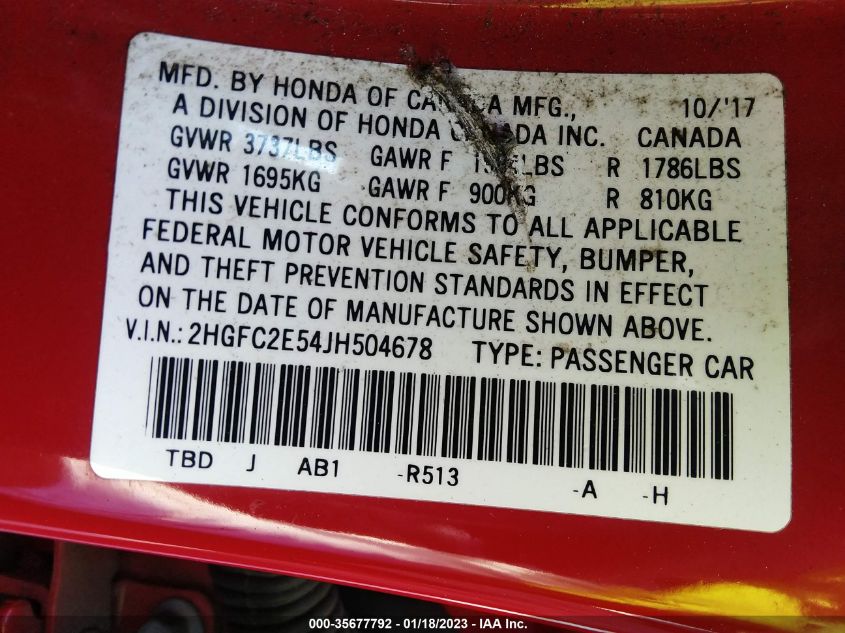 MFD. BY HONDA OF MFG., 10/'17
A DIVISION OF HONDA INC. CANADA
GVWR 3737LBS GAWR F R 1786LBS
GVWR 1695KG GAWR F 900KG R 810KG
THIS VEHICLE CONFORMS TO ALL APPLICABLE
FEDERAL MOTOR VEHICLE SAFETY, BUMPER,
AND THEFT PREVENTION STANDARDS IN EFFECT
ON THE DATE OF MANUFACTURE SHOWN ABOVE.
V.I.N.: 2HGFC2E54JH504678 TYPE: PASSENGER CAR
TBD J AB1 -R513 -A -H
000-35677792 - 01/18/2023 - IAA Inc.